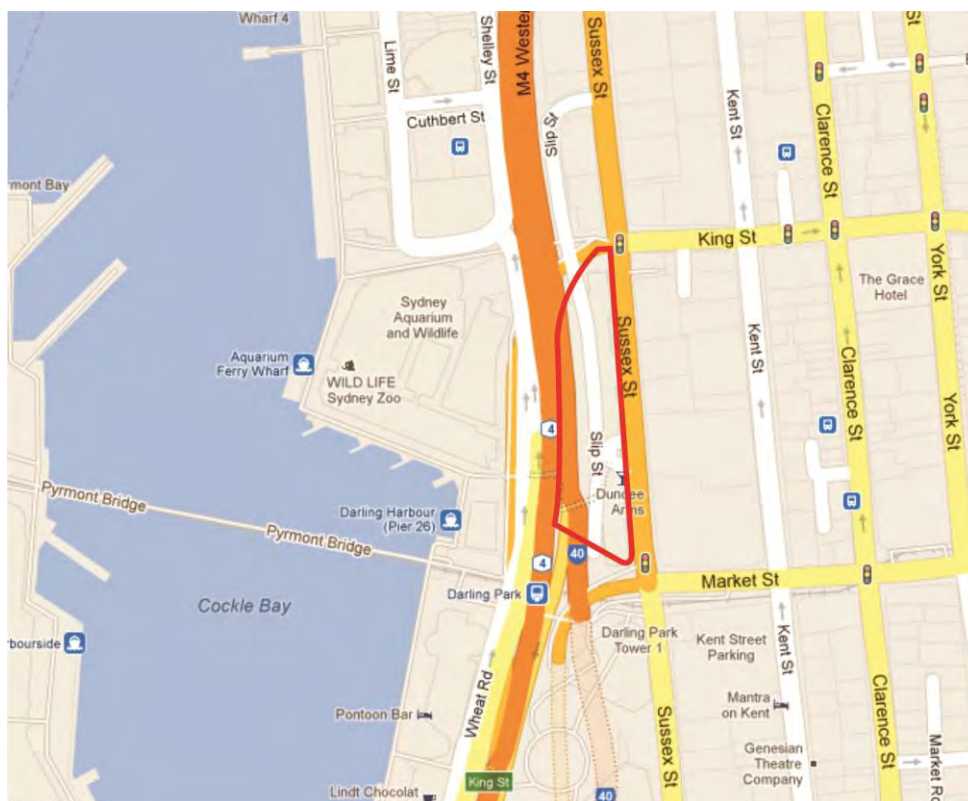 Wharf 4
Lime St
Shelley St
M4 Wester
Sussex St
Kent St
Clarence St
York St
Cuthbert St
Slip St
rmont Bay
King St
The Grace
Hotel
York St
Sydney
Aquarium
and Wildlife
Aquarium
Ferry Wharf
WILD LIFE
Sydney Zoo
Sussex St
Kent St
Clarence St
4
Slip St
Dundee
Arms
Pyrmont Bridge
Pyrmont Bridge
Darling Harbour
(Pier 26)
4
40
Market St
Darling Park
Cockle Bay
rbourside
Darling Park
Tower 1
Kent Street
Parking
Kent St
Wheat Rd
Mantra
on Kent
Clarence St
Pontoon Bar
Sussex St
Genesian
Theatre
Company
Market Rd
King St
Lindt Chocolat
40